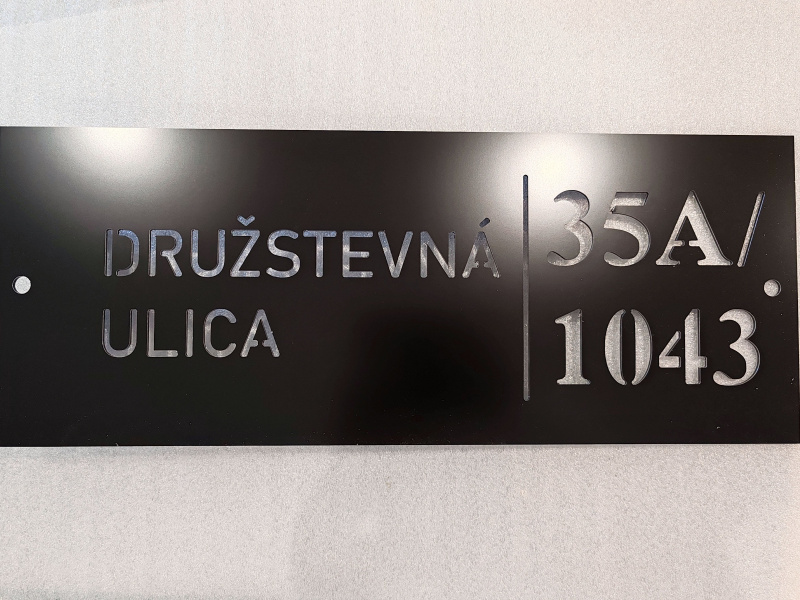 DRUŽSTEVNÁ
ULICA
35A/
1043